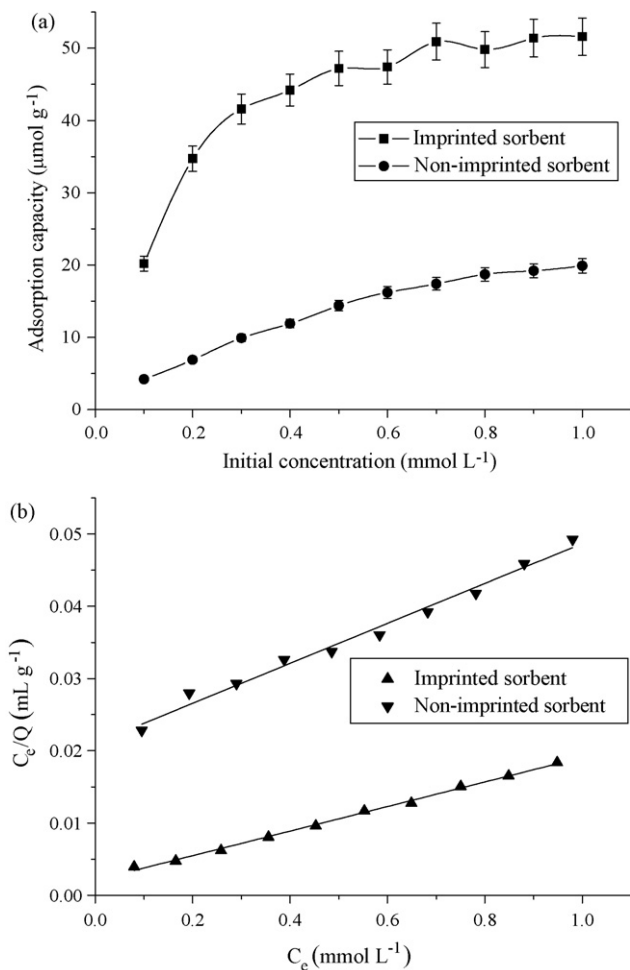 (a)
50
40
30
20
10
0
Adsorption capacity (μmol g⁻¹)
Imprinted sorbent
Non-imprinted sorbent
0.0 0.2 0.4 0.6 0.8 1.0
Initial concentration (mmol L⁻¹)
(b)
0.05
0.04
0.03
0.02
0.01
0.00
Cₑ/Q (mL g⁻¹)
Imprinted sorbent
Non-imprinted sorbent
0.0 0.2 0.4 0.6 0.8 1.0
Cₑ (mmol L⁻¹)